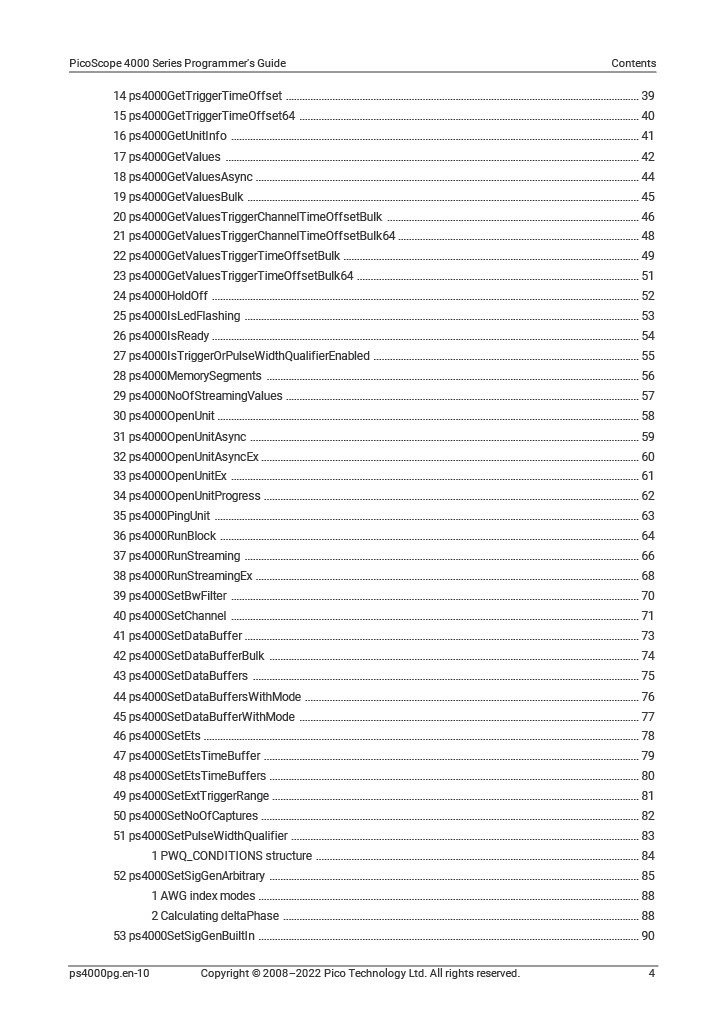 PicoScope 4000 Series Programmer's Guide Contents
14 ps4000GetTriggerTimeOffset 39
15 ps4000GetTriggerTimeOffset64 40
16 ps4000GetUnitInfo 41
17 ps4000GetValues 42
18 ps4000GetValuesAsync 44
19 ps4000GetValuesBulk 45
20 ps4000GetValuesTriggerChannelTimeOffsetBulk 46
21 ps4000GetValuesTriggerChannelTimeOffsetBulk64 48
22 ps4000GetValuesTriggerTimeOffsetBulk 49
23 ps4000GetValuesTriggerTimeOffsetBulk64 51
24 ps4000HoldOff 52
25 ps4000IsLedFlashing 53
26 ps4000IsReady 54
27 ps4000IsTriggerOrPulseWidthQualifierEnabled 55
28 ps4000MemorySegments 56
29 ps4000NoOfStreamingValues 57
30 ps4000OpenUnit 58
31 ps4000OpenUnitAsync 59
32 ps4000OpenUnitAsyncEx 60
33 ps4000OpenUnitEx 61
34 ps4000OpenUnitProgress 62
35 ps4000PingUnit 63
36 ps4000RunBlock 64
37 ps4000RunStreaming 66
38 ps4000RunStreamingEx 68
39 ps4000SetBwFilter 70
40 ps4000SetChannel 71
41 ps4000SetDataBuffer 73
42 ps4000SetDataBufferBulk 74
43 ps4000SetDataBuffers 75
44 ps4000SetDataBuffersWithMode 76
45 ps4000SetDataBufferWithMode 77
46 ps4000SetEts 78
47 ps4000SetEtsTimeBuffer 79
48 ps4000SetEtsTimeBuffers 80
49 ps4000SetExtTriggerRange 81
50 ps4000SetNoOfCaptures 82
51 ps4000SetPulseWidthQualifier 83
1 PWQ_CONDITIONS structure 84
52 ps4000SetSigGenArbitrary 85
1 AWG index modes 88
2 Calculating deltaPhase 88
53 ps4000SetSigGenBuiltIn 90
ps4000pg.en-10 Copyright © 2008–2022 Pico Technology Ltd. All rights reserved. 4